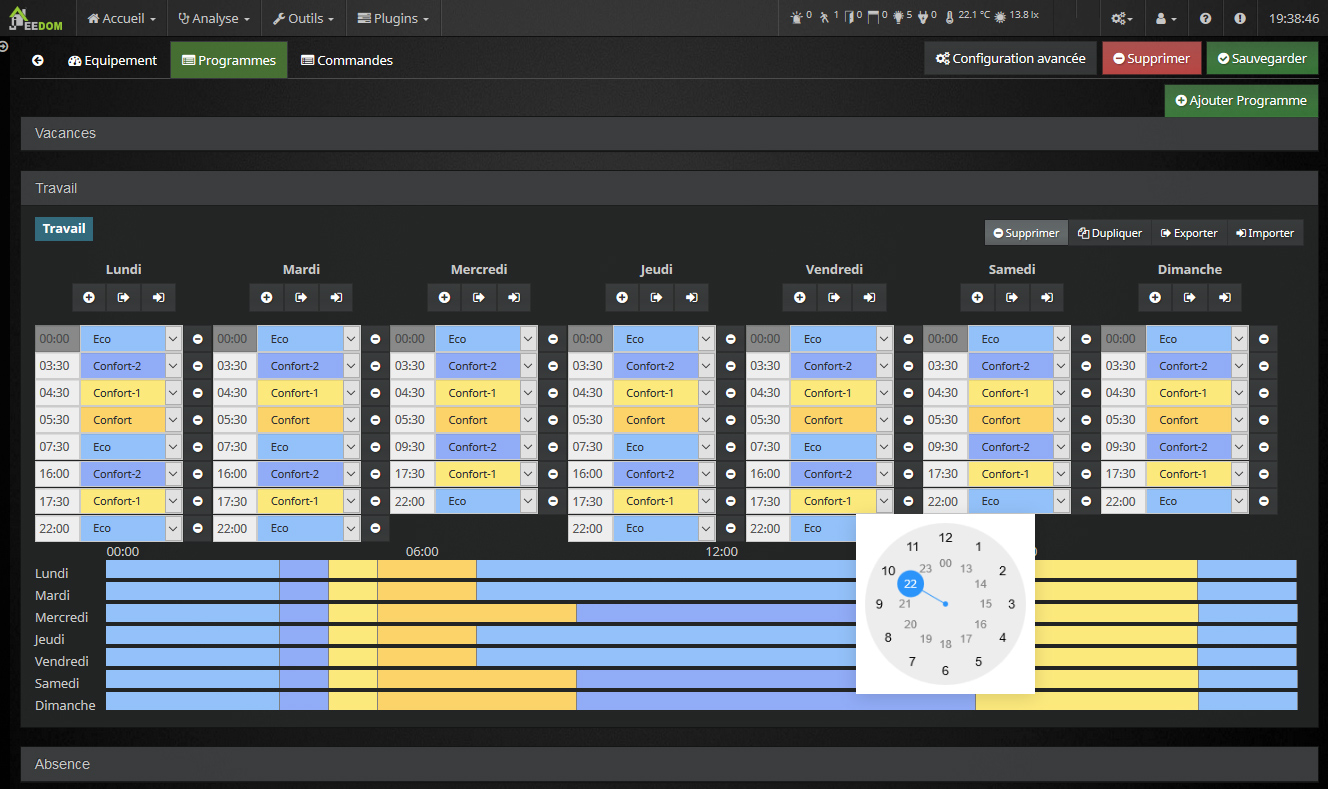 JEEDOM Accueil Analyse Outils Plugins 0 1 0 0 5 0 22.1 °C 13.8 lx 19:38:46
Equipement Programmes Commandes Configuration avancée Supprimer Sauvegarder
Ajouter Programme
Vacances
Travail
Travail Supprimer Dupliquer Exporter Importer
Lundi Mardi Mercredi Jeudi Vendredi Samedi Dimanche
00:00 Eco 00:00 Eco 00:00 Eco 00:00 Eco 00:00 Eco 00:00 Eco 00:00 Eco
03:30 Confort-2 03:30 Confort-2 03:30 Confort-2 03:30 Confort-2 03:30 Confort-2 03:30 Confort-2 03:30 Confort-2
04:30 Confort-1 04:30 Confort-1 04:30 Confort-1 04:30 Confort-1 04:30 Confort-1 04:30 Confort-1 04:30 Confort-1
05:30 Confort 05:30 Confort 05:30 Confort 05:30 Confort 05:30 Confort 05:30 Confort 05:30 Confort
07:30 Eco 07:30 Eco 09:30 Confort-2 07:30 Eco 07:30 Eco 09:30 Confort-2 09:30 Confort-2
16:00 Confort-2 16:00 Confort-2 17:30 Confort-1 16:00 Confort-2 16:00 Confort-2 17:30 Confort-1 17:30 Confort-1
17:30 Confort-1 17:30 Confort-1 22:00 Eco 17:30 Confort-1 17:30 Confort-1 22:00 Eco 22:00 Eco
22:00 Eco 22:00 Eco 22:00 Eco 22:00 Eco
00:00 06:00 12:00
Lundi
Mardi
Mercredi
Jeudi
Vendredi
Samedi
Dimanche
12 1 2 3 4 5 6 7 8 9 10 11
00 13 14 15 16 17 18 19 20 21 22 23
Absence